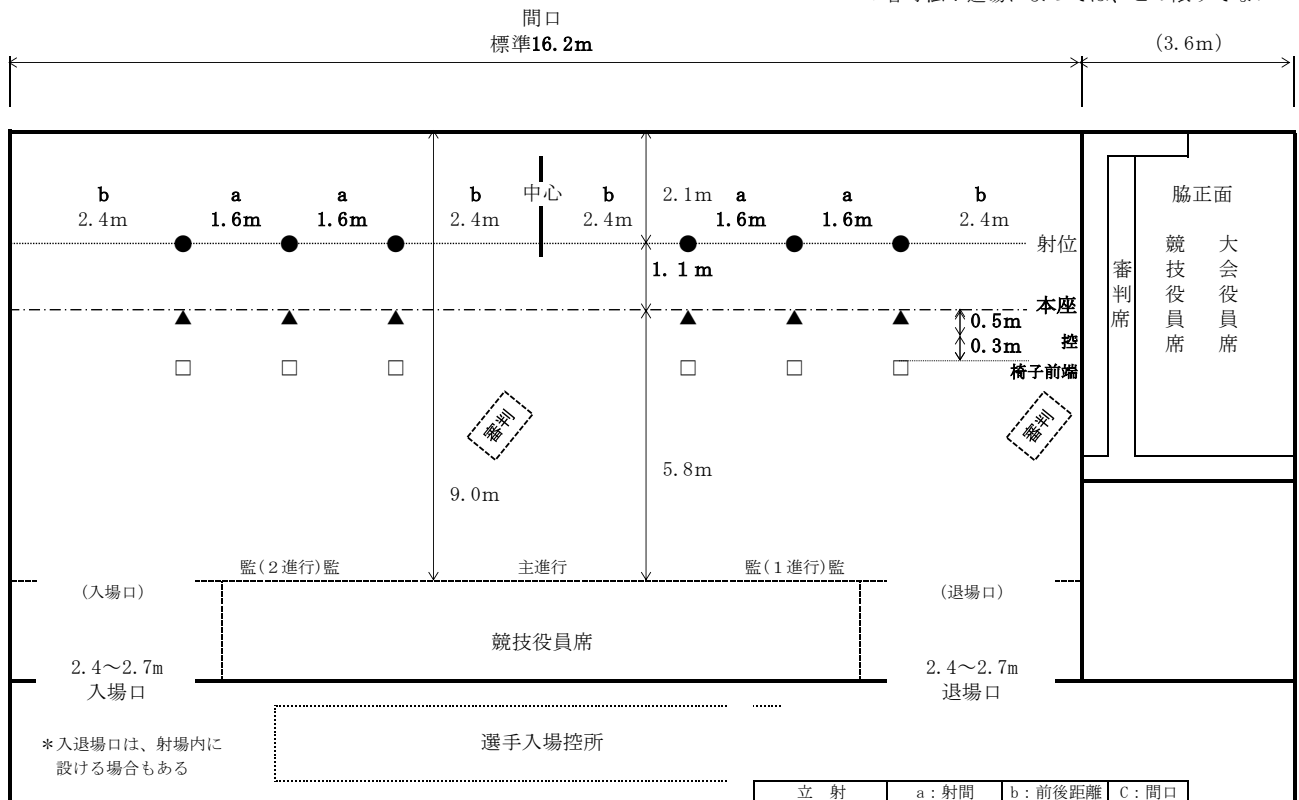 間口
標準16.2m
(3.6m)
b a a b 中心 b 2.1m a a b
2.4m 1.6m 1.6m 2.4m 2.4m 1.6m 1.6m 2.4m
脇正面
射位
1.1m
本座
0.5m
控
0.3m
椅子前端
審判席
競技役員席
大会役員席
審判
審判
5.8m
9.0m
監(2進行)監 主進行 監(1進行)監
(入場口) (退場口)
競技役員席
2.4～2.7m 2.4～2.7m
入場口 退場口
＊入退場口は、射場内に
設ける場合もある
選手入場控所
立 射 a：射間 b：前後距離 C：間口